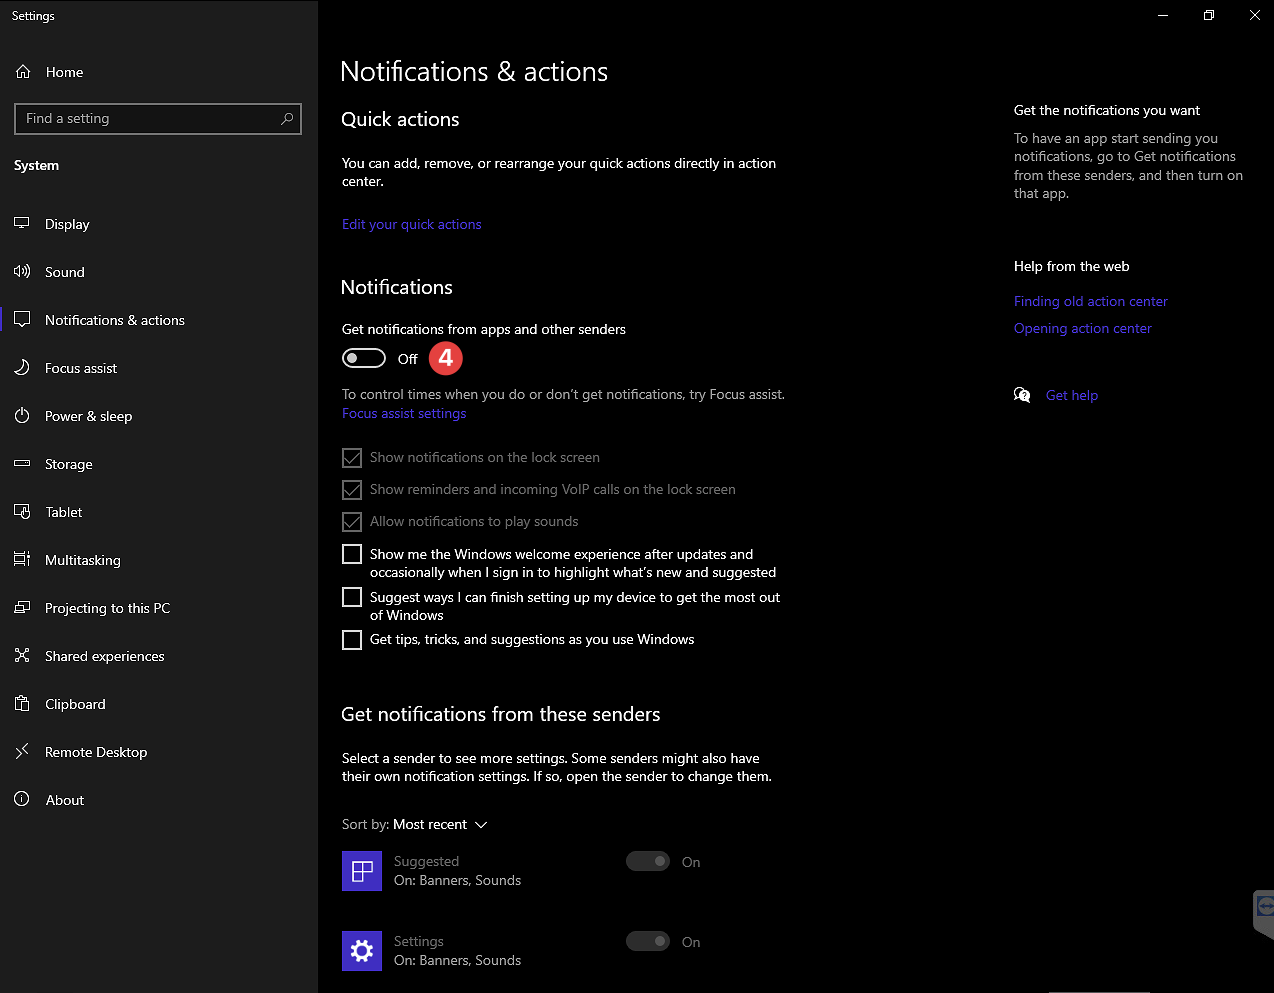 Settings
Home
Find a setting
System
Display
Sound
Notifications & actions
Focus assist
Power & sleep
Storage
Tablet
Multitasking
Projecting to this PC
Shared experiences
Clipboard
Remote Desktop
About
Notifications & actions
Quick actions
You can add, remove, or rearrange your quick actions directly in action
center.
Edit your quick actions
Notifications
Get notifications from apps and other senders
Off 4
To control times when you do or don't get notifications, try Focus assist.
Focus assist settings
Show notifications on the lock screen
Show reminders and incoming VoIP calls on the lock screen
Allow notifications to play sounds
Show me the Windows welcome experience after updates and
occasionally when I sign in to highlight what's new and suggested
Suggest ways I can finish setting up my device to get the most out
of Windows
Get tips, tricks, and suggestions as you use Windows
Get notifications from these senders
Select a sender to see more settings. Some senders might also have
their own notification settings. If so, open the sender to change them.
Sort by: Most recent
Suggested
On: Banners, Sounds
On
Settings
On: Banners, Sounds
On
Get the notifications you want
To have an app start sending you
notifications, go to Get notifications
from these senders, and then turn on
that app.
Help from the web
Finding old action center
Opening action center
Get help